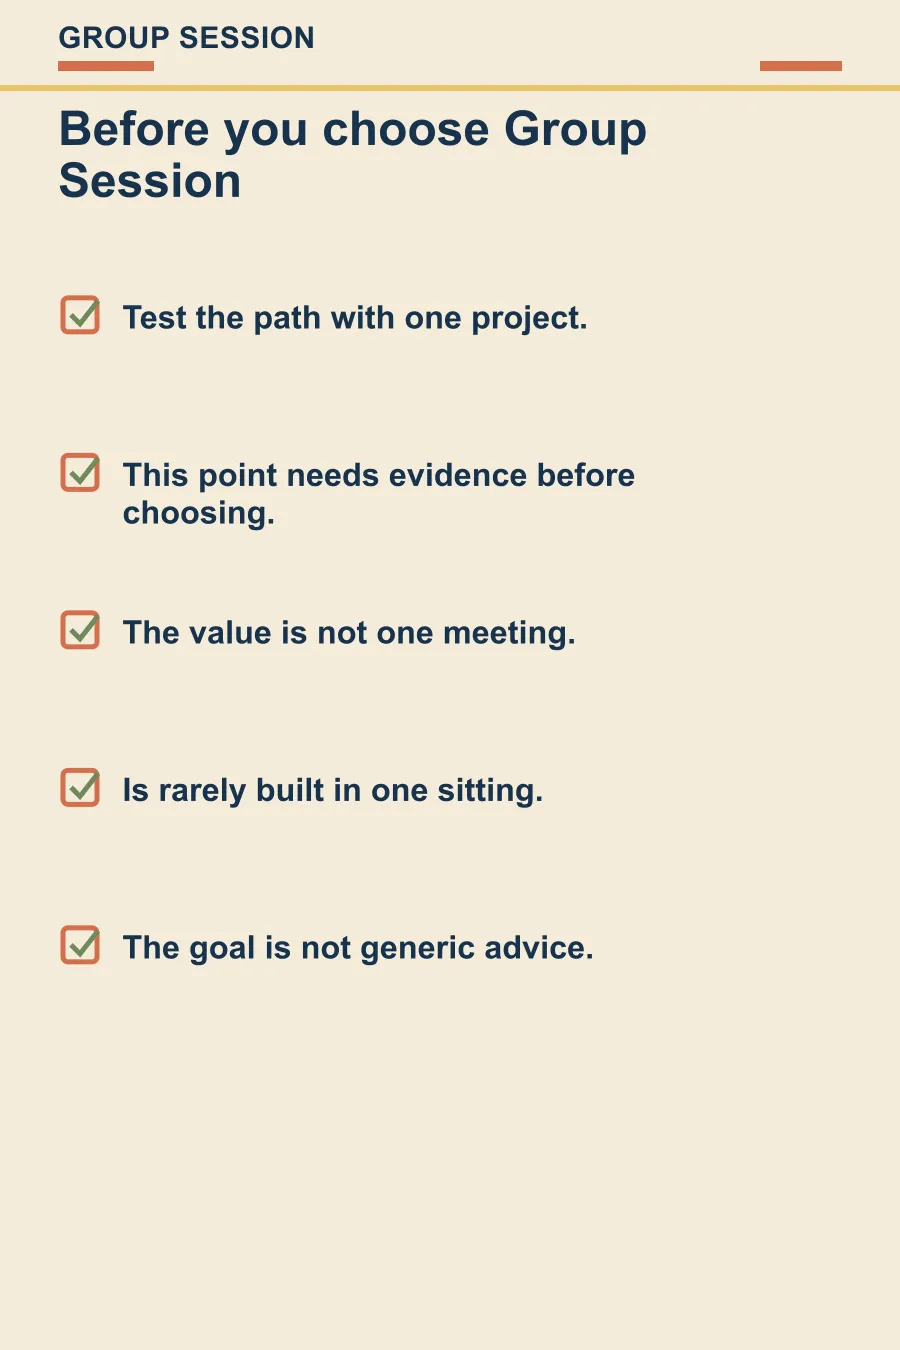 GROUP SESSION
Before you choose Group
Session
Test the path with one project.
This point needs evidence before
choosing.
The value is not one meeting.
Is rarely built in one sitting.
The goal is not generic advice.